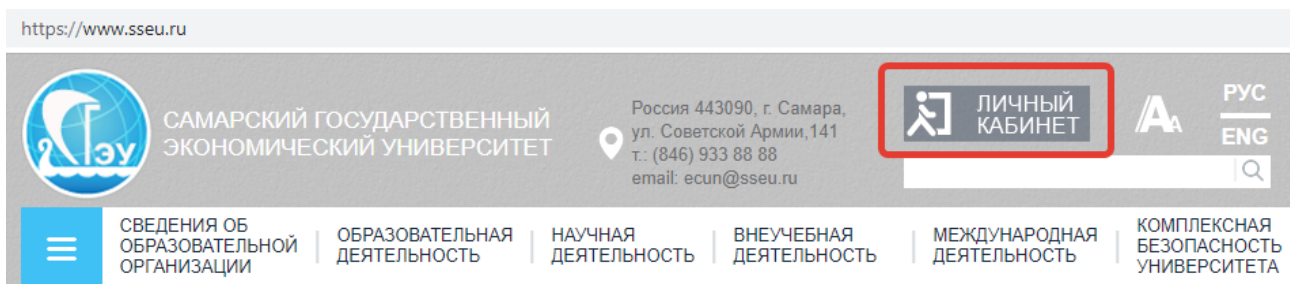 https://www.sseu.ru
САМАРСКИЙ ГОСУДАРСТВЕННЫЙ
ЭКОНОМИЧЕСКИЙ УНИВЕРСИТЕТ
Россия 443090, г. Самара,
ул. Советской Армии,141
т.: (846) 933 88 88
email: ecun@sseu.ru
ЛИЧНЫЙ
КАБИНЕТ
АА
РУС
ENG
СГЭУ
СВЕДЕНИЯ ОБ
ОБРАЗОВАТЕЛЬНОЙ
ОРГАНИЗАЦИИ
ОБРАЗОВАТЕЛЬНАЯ
ДЕЯТЕЛЬНОСТЬ
НАУЧНАЯ
ДЕЯТЕЛЬНОСТЬ
ВНЕУЧЕБНАЯ
ДЕЯТЕЛЬНОСТЬ
МЕЖДУНАРОДНАЯ
ДЕЯТЕЛЬНОСТЬ
КОМПЛЕКСНАЯ
БЕЗОПАСНОСТЬ
УНИВЕРСИТЕТА